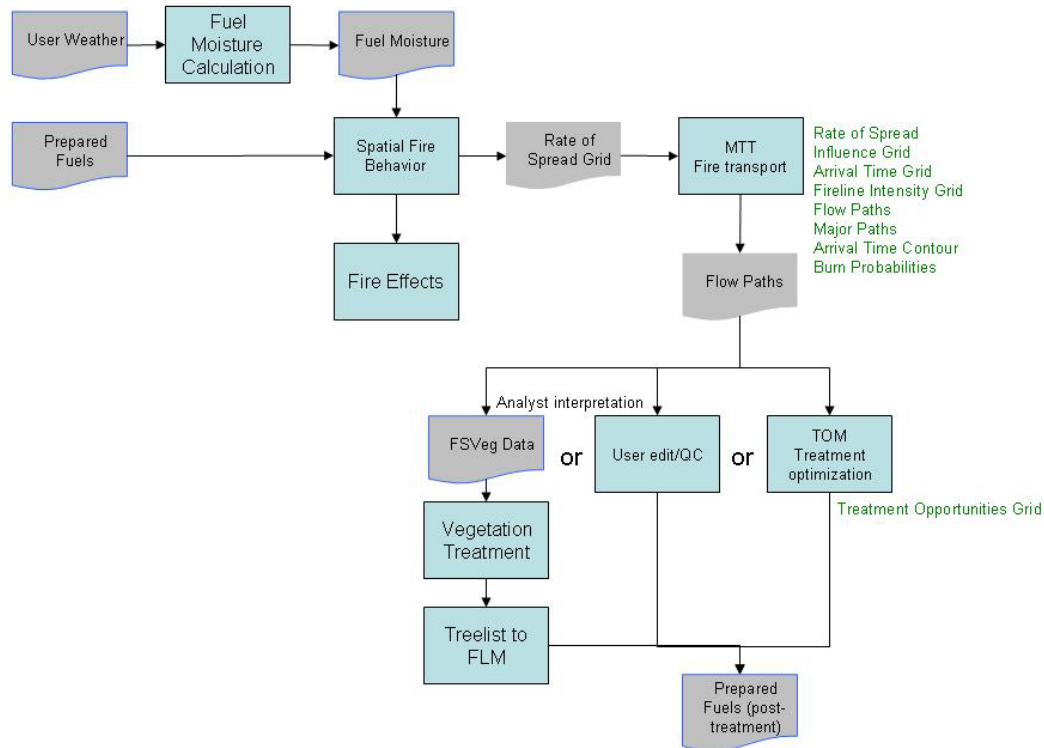 User Weather
Fuel
Moisture
Calculation
Fuel Moisture
Prepared
Fuels
Spatial Fire
Behavior
Rate of
Spread Grid
MTT
Fire transport
Rate of Spread
Influence Grid
Arrival Time Grid
Fireline Intensity Grid
Flow Paths
Major Paths
Arrival Time Contour
Burn Probabilities
Fire Effects
Flow Paths
Analyst interpretation
FSVeg Data
or
User edit/QC
or
TOM
Treatment
optimization
Treatment Opportunities Grid
Vegetation
Treatment
Treelist to
FLM
Prepared
Fuels (post-
treatment)